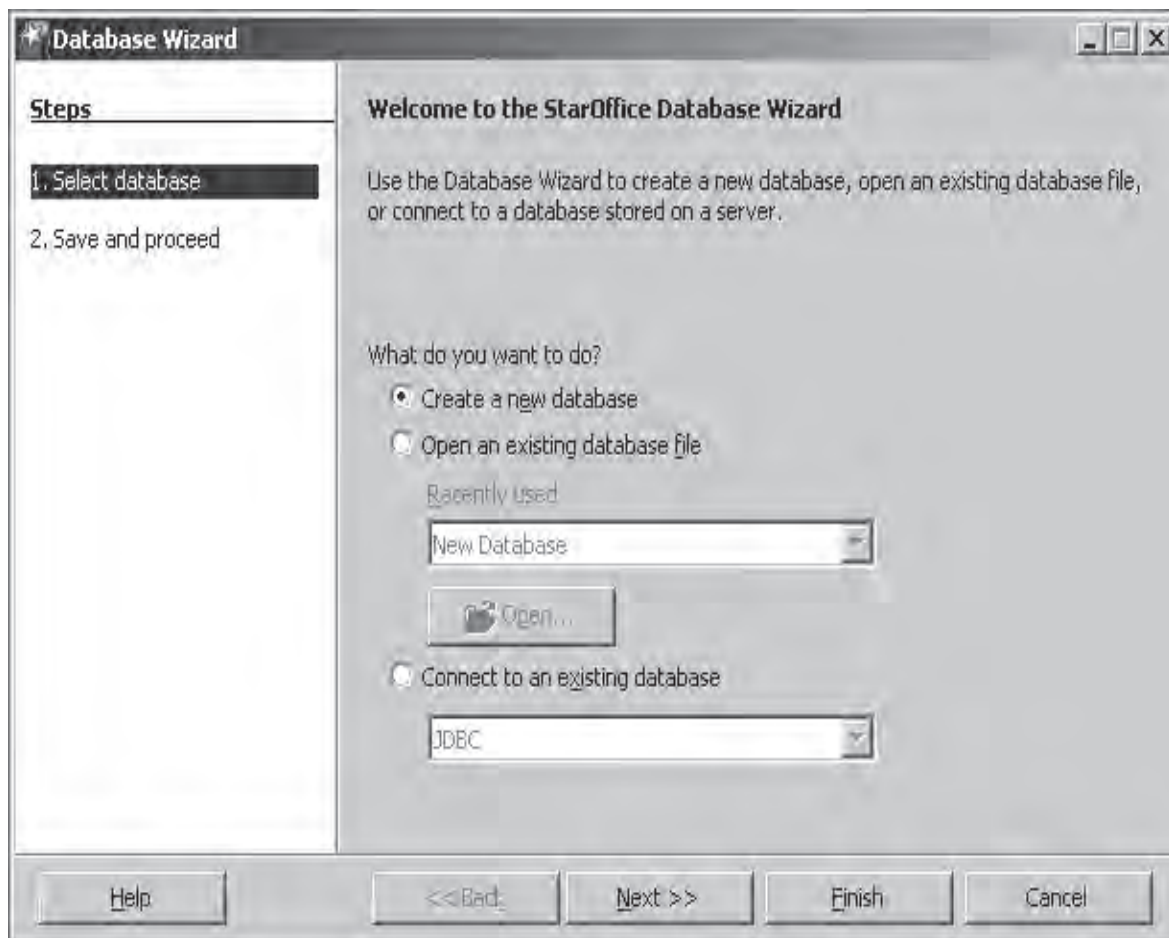 Database Wizard
Steps
1. Select database
2. Save and proceed
Welcome to the StarOffice Database Wizard
Use the Database Wizard to create a new database, open an existing database file,
or connect to a database stored on a server.
What do you want to do?
Create a new database
Open an existing database file
Recently used
New Database
Open...
Connect to an existing database
JDBC
Help
<< Back
Next >>
Finish
Cancel